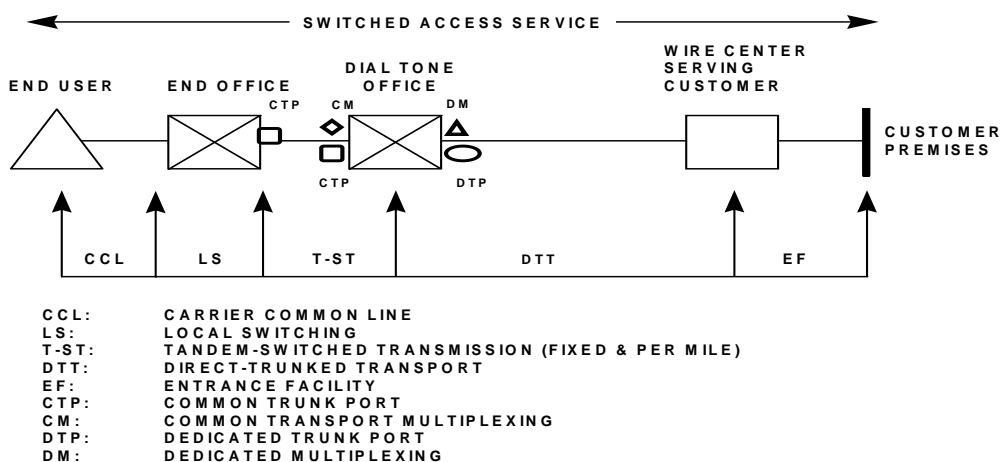 SWITCHED ACCESS SERVICE
WIRE CENTER
SERVING
CUSTOMER
DIAL TONE
OFFICE
END USER
END OFFICE
CTP
CM
DM
CUSTOMER
PREMISES
CTP
DTP
CCL
LS
T-ST
DTT
EF
CCL: CARRIER COMMON LINE
LS: LOCAL SWITCHING
T-ST: TANDEM-SWITCHED TRANSMISSION (FIXED & PER MILE)
DTT: DIRECT-TRUNKED TRANSPORT
EF: ENTRANCE FACILITY
CTP: COMMON TRUNK PORT
CM: COMMON TRANSPORT MULTIPLEXING
DTP: DEDICATED TRUNK PORT
DM: DEDICATED MULTIPLEXING